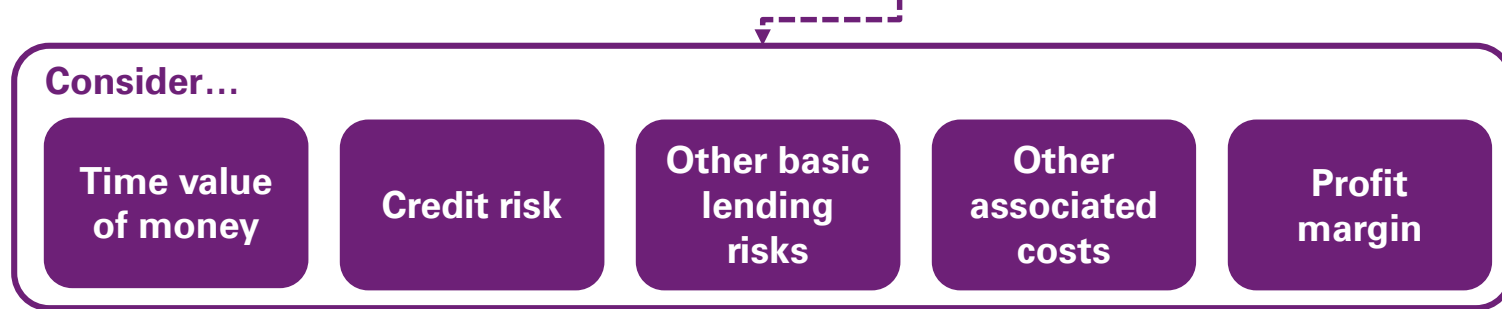 Consider…
Time value
of money
Credit risk
Other basic
lending
risks
Other
associated
costs
Profit
margin